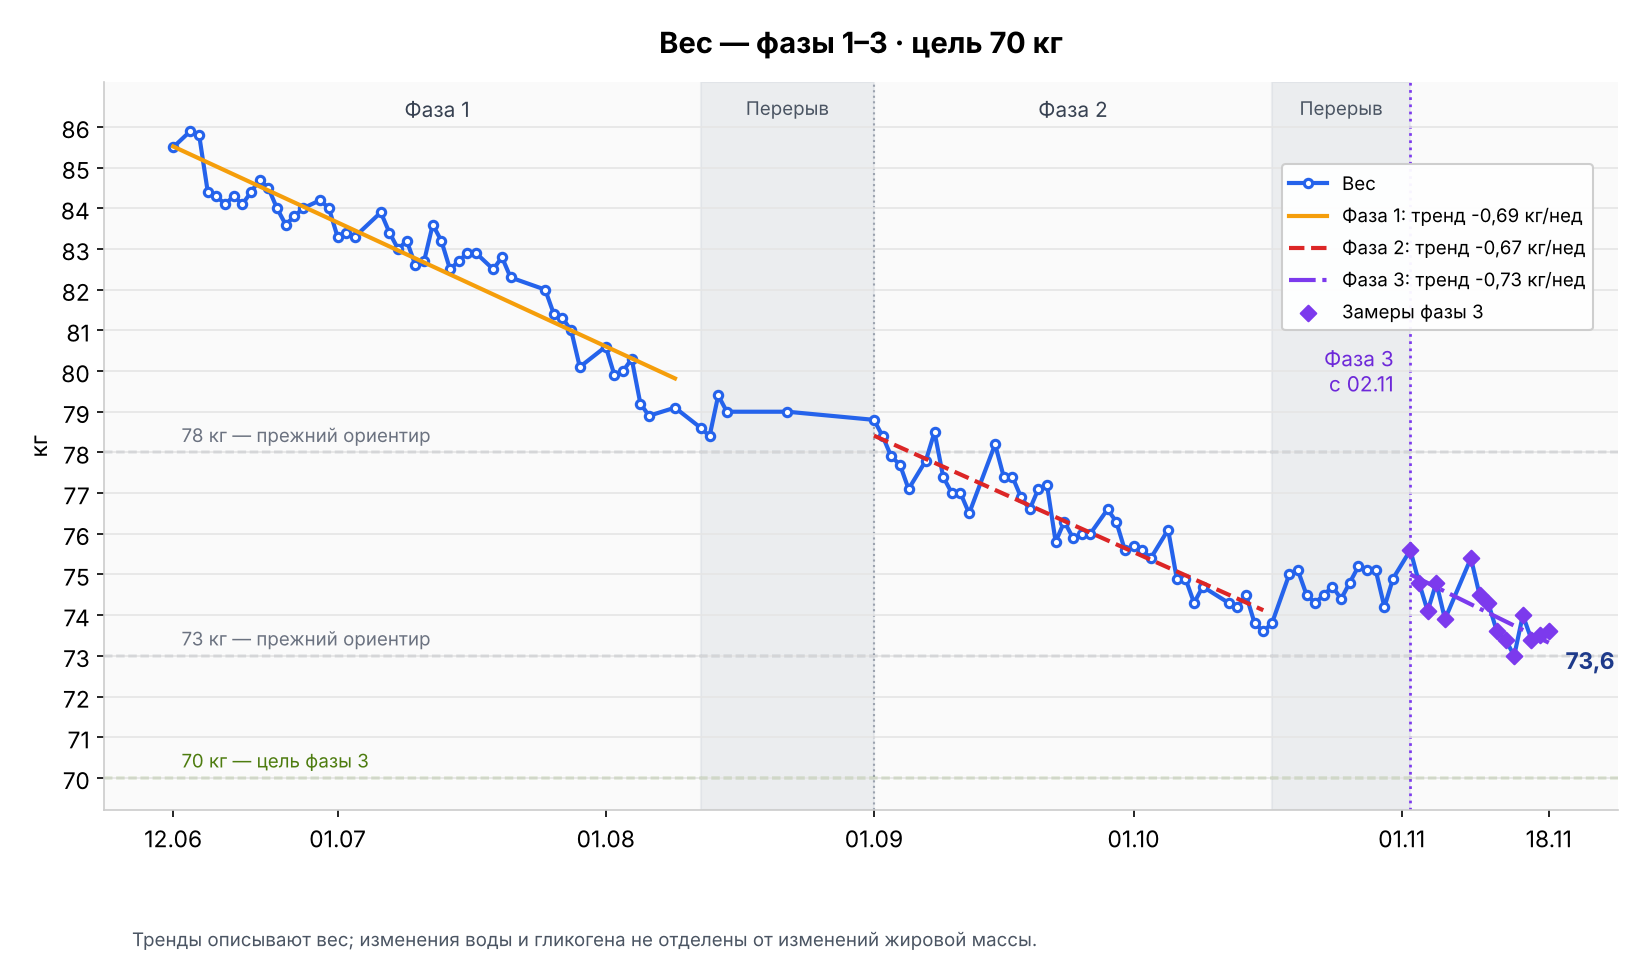 Вес — фазы 1–3 · цель 70 кг
Фаза 1
Перерыв
Фаза 2
Перерыв
Вес
Фаза 1: тренд -0,69 кг/нед
Фаза 2: тренд -0,67 кг/нед
Фаза 3: тренд -0,73 кг/нед
Замеры фазы 3
Фаза 3
с 02.11
кг
86
85
84
83
82
81
80
79
78
77
76
75
74
73
72
71
70
78 кг — прежний ориентир
73 кг — прежний ориентир
70 кг — цель фазы 3
73,6
12.06
01.07
01.08
01.09
01.10
01.11
18.11
Тренды описывают вес; изменения воды и гликогена не отделены от изменений жировой массы.